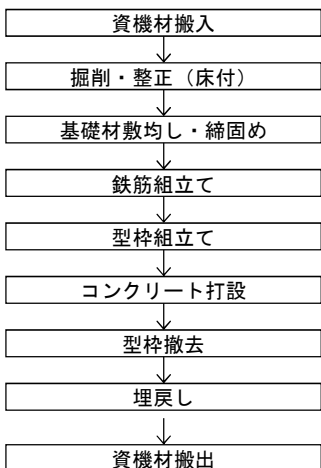 資機材搬入
掘削・整正（床付）
基礎材敷均し・締固め
鉄筋組立て
型枠組立て
コンクリート打設
型枠撤去
埋戻し
資機材搬出